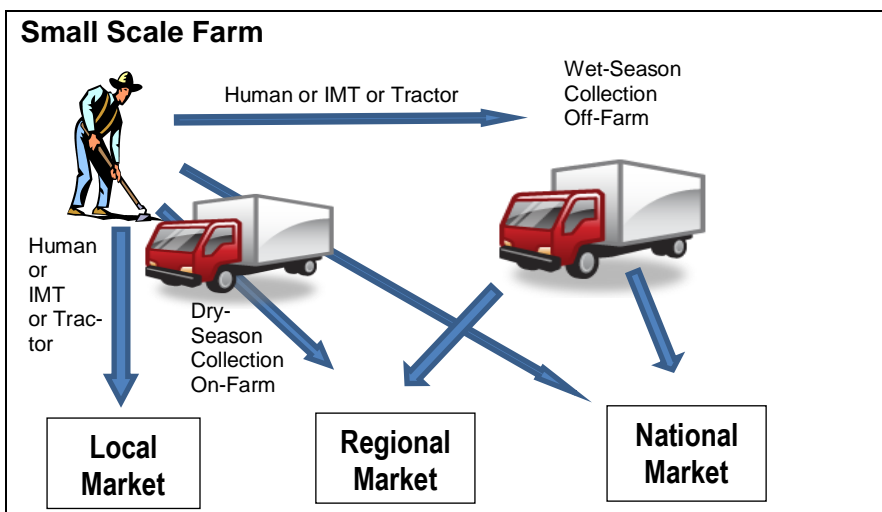 Small Scale Farm
Human or IMT or Tractor
Wet-Season
Collection
Off-Farm
Human
or
IMT
or Trac-
tor
Dry-
Season
Collection
On-Farm
Local
Market
Regional
Market
National
Market